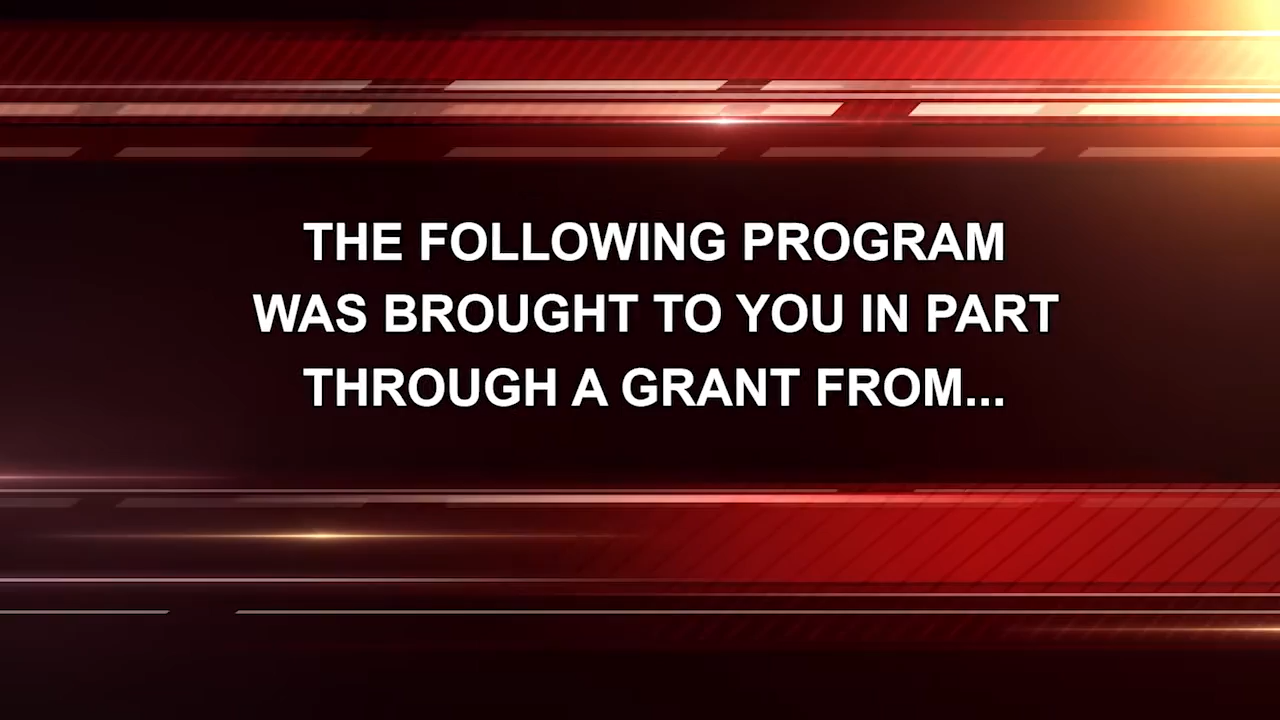 THE FOLLOWING PROGRAM
WAS BROUGHT TO YOU IN PART
THROUGH A GRANT FROM...